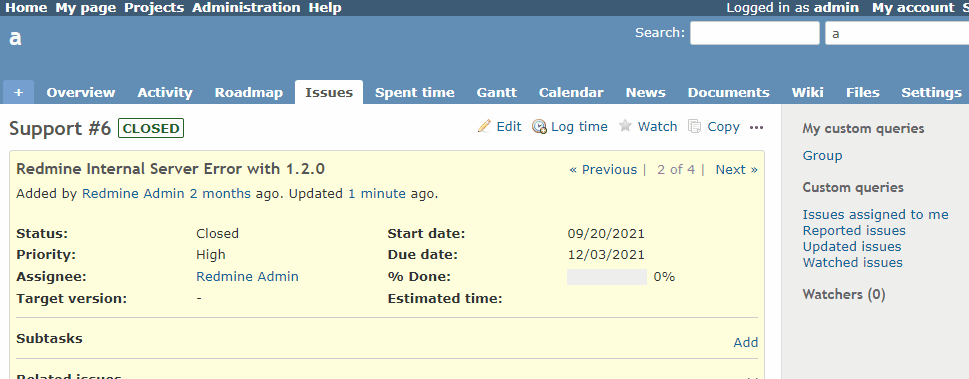 Home My page Projects Administration Help Logged in as admin My account S
a
Search: a
+ Overview Activity Roadmap Issues Spent time Gantt Calendar News Documents Wiki Files Settings
Support #6 CLOSED
Edit Log time Watch Copy •••
Redmine Internal Server Error with 1.2.0
« Previous | 2 of 4 | Next »
Added by Redmine Admin 2 months ago. Updated 1 minute ago.
Status: Closed Start date: 09/20/2021
Priority: High Due date: 12/03/2021
Assignee: Redmine Admin % Done: 0%
Target version: - Estimated time:
Subtasks Add
Related issues
My custom queries
Group
Custom queries
Issues assigned to me
Reported issues
Updated issues
Watched issues
Watchers (0)